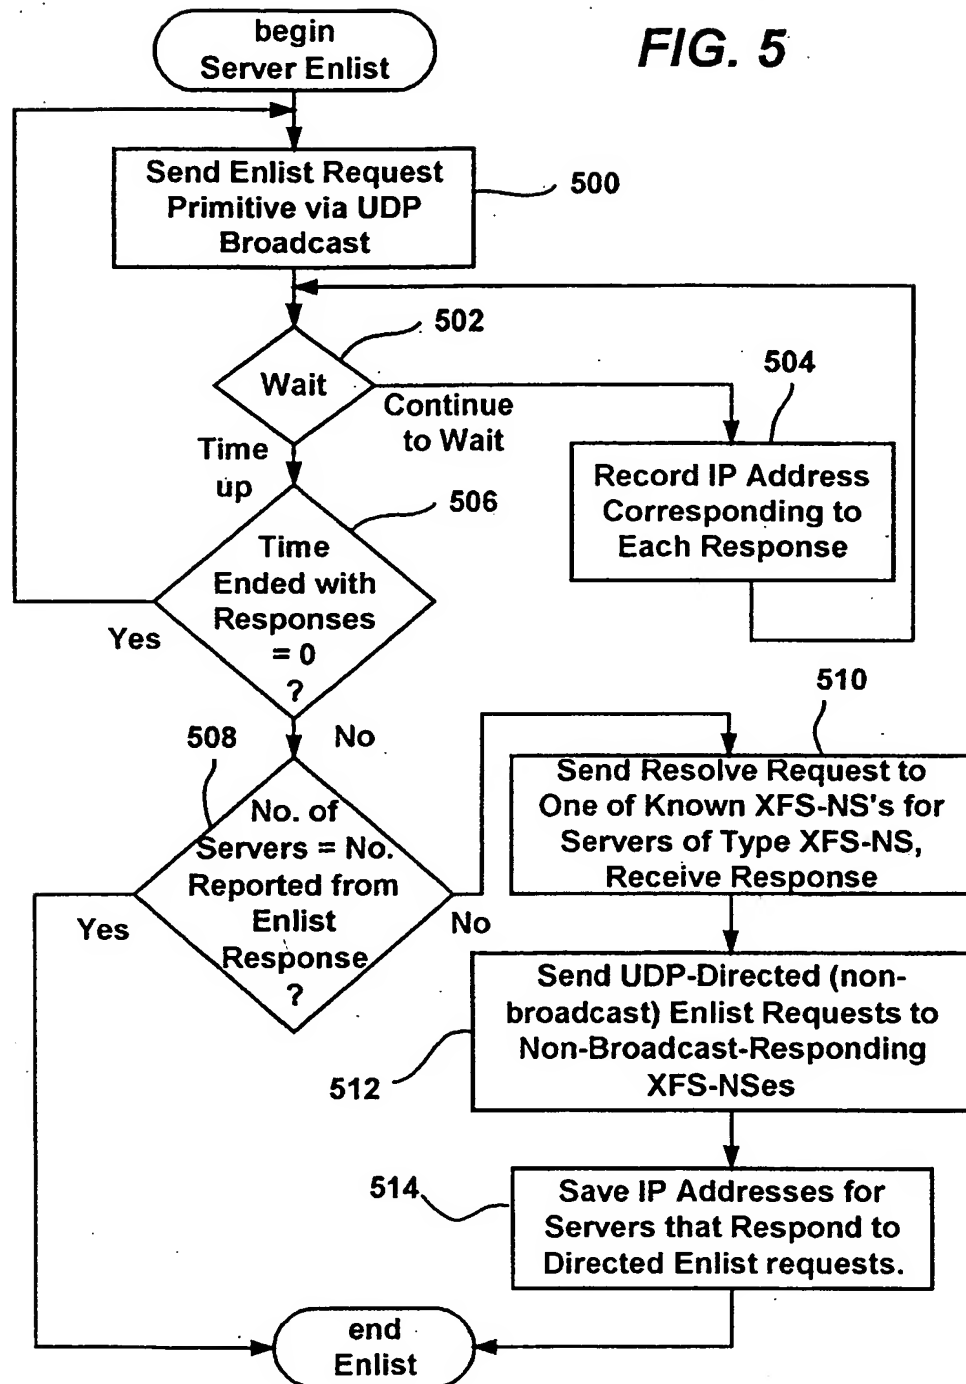 begin
Server Enlist
FIG. 5
Send Enlist Request
Primitive via UDP
Broadcast
500
502
Wait
Continue
to Wait
504
Record IP Address
Corresponding to
Each Response
Time
up
506
Time
Ended with
Responses
= 0
?
Yes
No
508
No. of
Servers = No.
Reported from
Enlist
Response
?
Yes
No
510
Send Resolve Request to
One of Known XFS-NS's for
Servers of Type XFS-NS,
Receive Response
Send UDP-Directed (non-
broadcast) Enlist Requests to
Non-Broadcast-Responding
XFS-NSes
512
514
Save IP Addresses for
Servers that Respond to
Directed Enlist requests.
end
Enlist